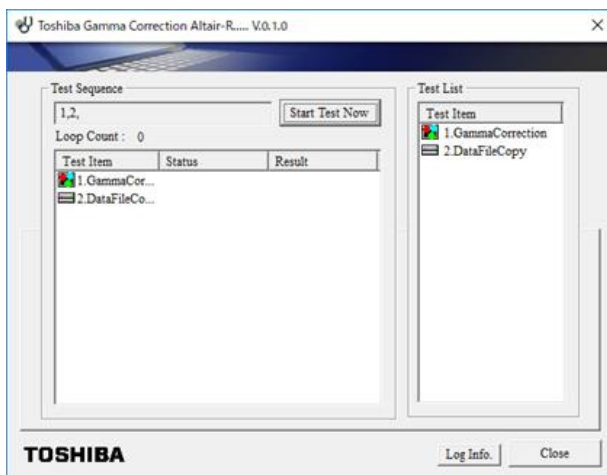 Toshiba Gamma Correction Altair-R..... V.0.1.0
Test Sequence
1,2,
Start Test Now
Loop Count : 0
Test Item Status Result
1.GammaCor...
2.DataFileCo...
Test List
Test Item
1.GammaCorrection
2.DataFileCopy
TOSHIBA
Log Info.
Close